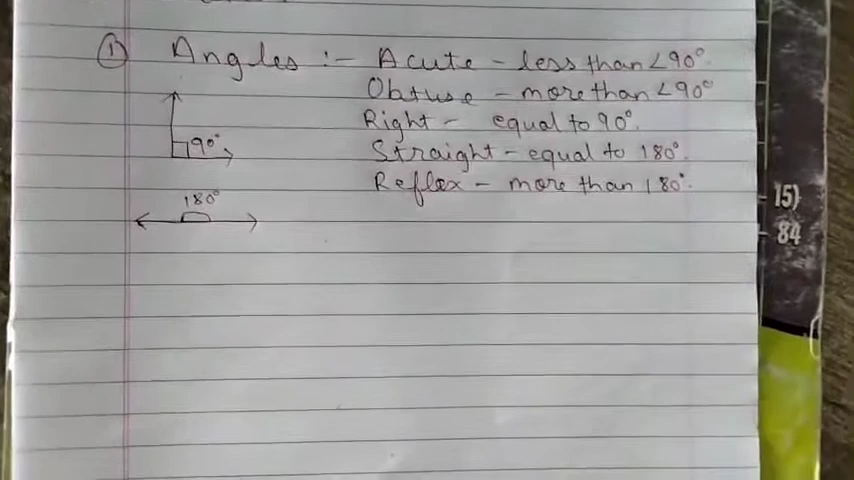 ① Angles :- Acute - less than ∠90°.
Obtuse - more than ∠90°
Right - equal to 90°.
90°
Straight - equal to 180°.
Reflex - more than 180°.
180°
15)
84